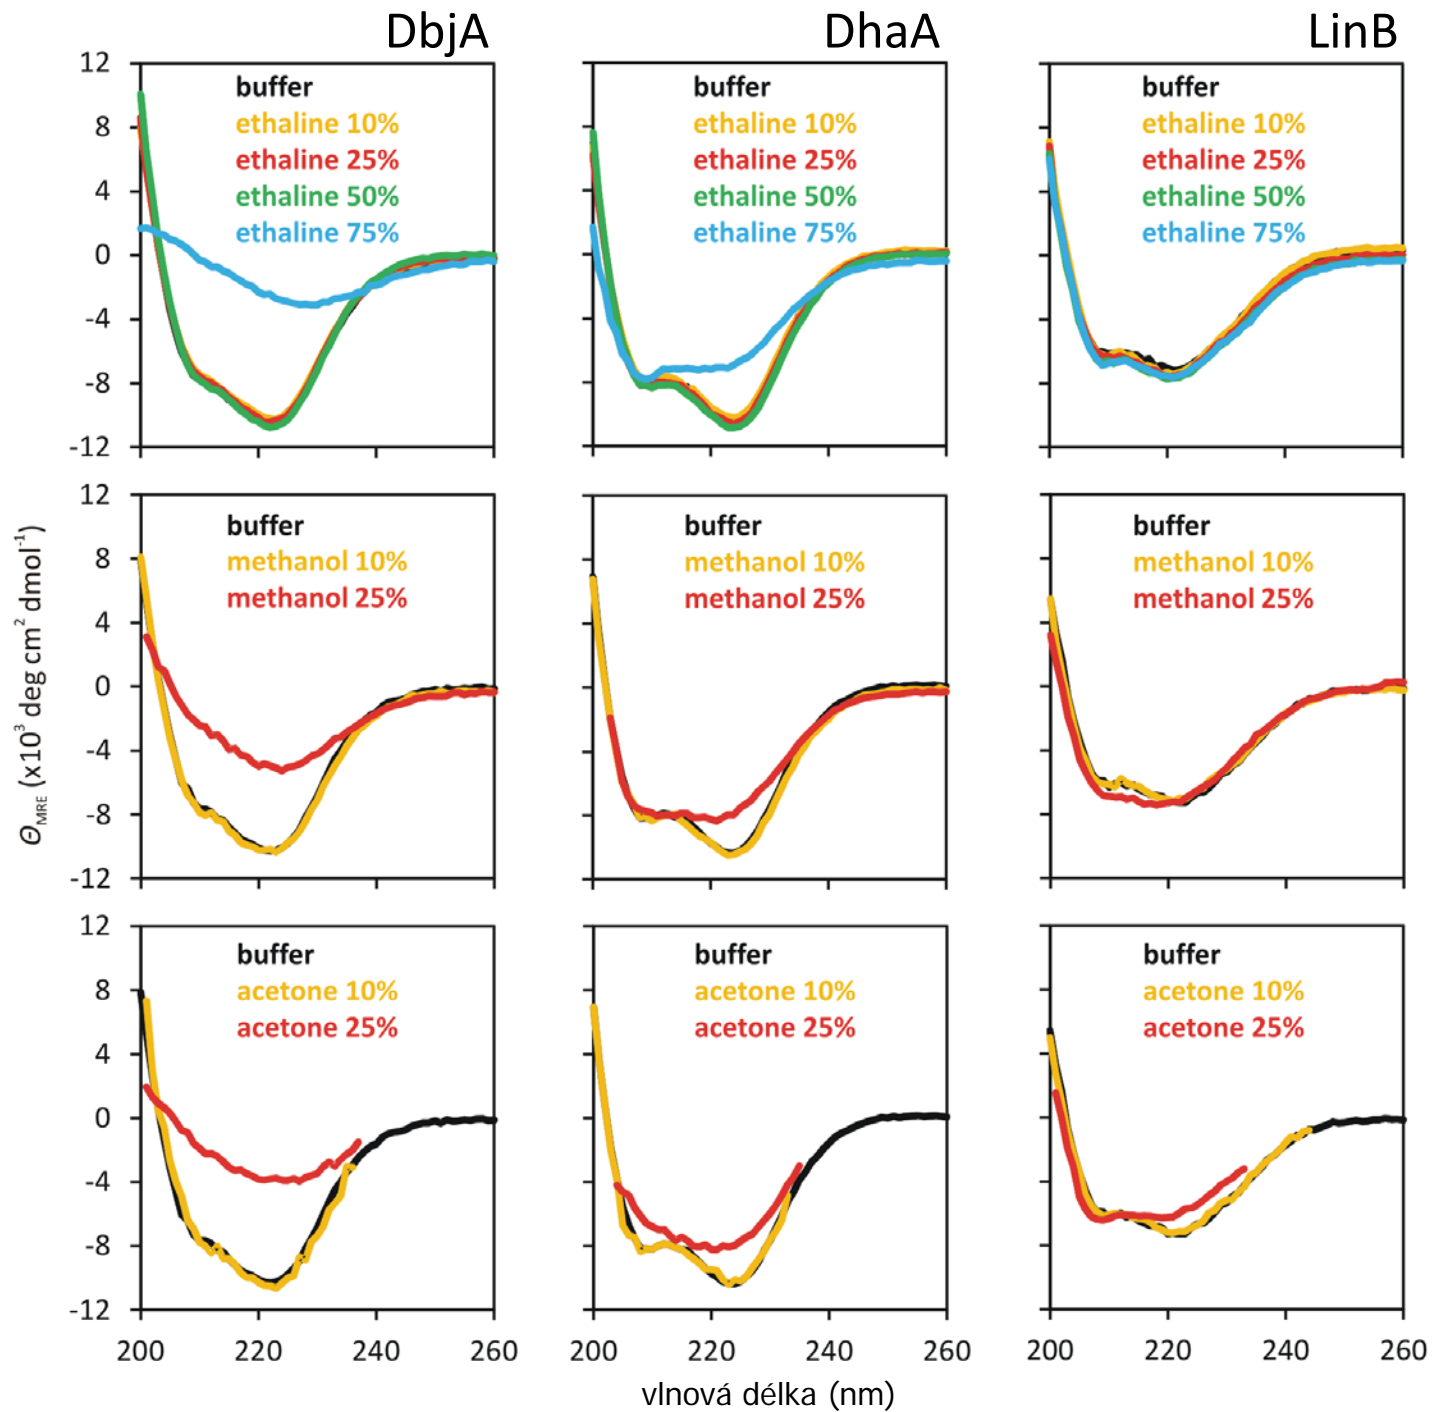 DbjA DhaA LinB
12
8
4
0
-4
-8
-12
buffer
ethaline 10%
ethaline 25%
ethaline 50%
ethaline 75%
buffer
ethaline 10%
ethaline 25%
ethaline 50%
ethaline 75%
buffer
ethaline 10%
ethaline 25%
ethaline 50%
ethaline 75%
ΘMRE (x10³ deg cm² dmol⁻¹)
12
8
4
0
-4
-8
-12
buffer
methanol 10%
methanol 25%
buffer
methanol 10%
methanol 25%
buffer
methanol 10%
methanol 25%
12
8
4
0
-4
-8
-12
buffer
acetone 10%
acetone 25%
buffer
acetone 10%
acetone 25%
buffer
acetone 10%
acetone 25%
200 220 240 260 200 220 240 260 200 220 240 260
vlnová délka (nm)